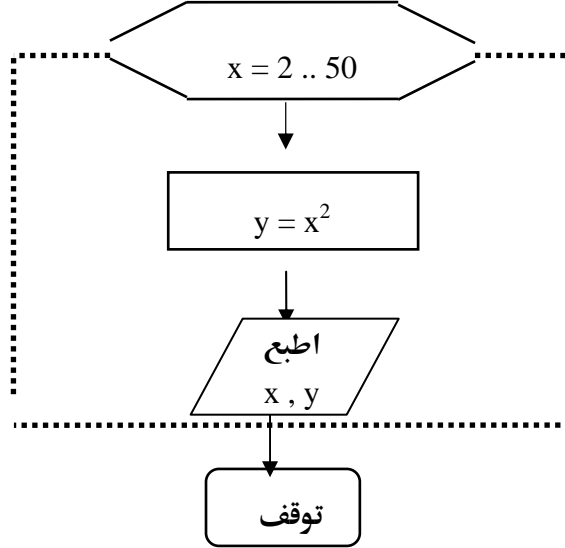 x = 2 .. 50
y = x²
اطبع
x , y
توقف